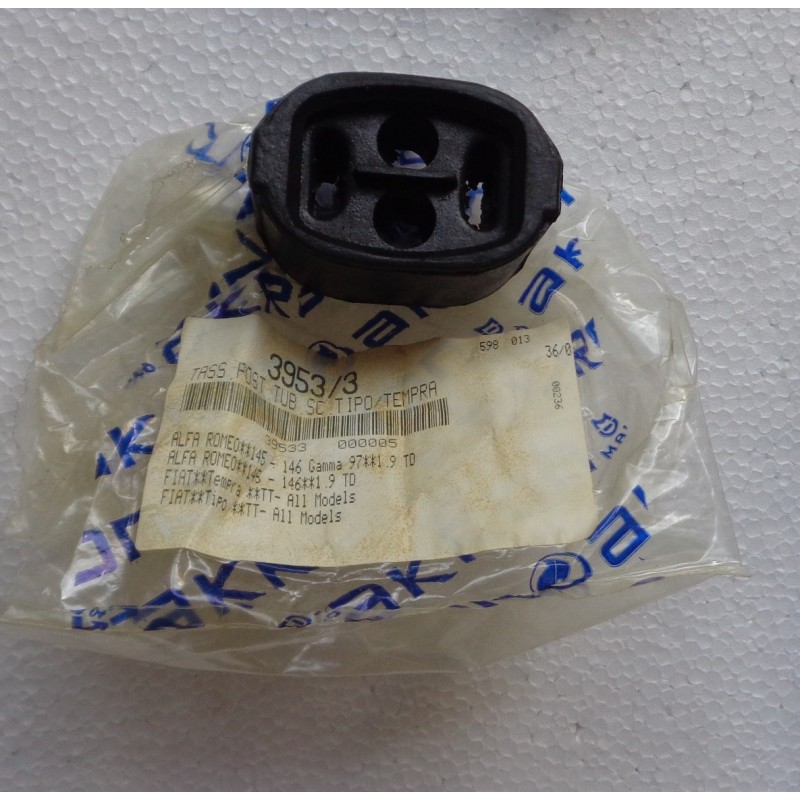 598 013
36/0
3953/3
TASS POST TUB SC TIPO/TEMPRA
39533 000005
00236
ALFA ROMEO**145 - 146 Gamma 97**1.9 TD
ALFA ROMEO**145 - 146**1.9 TD
FIAT**Tempra **TT- All Models
FIAT**Tipo **TT- All Models
akron
akr